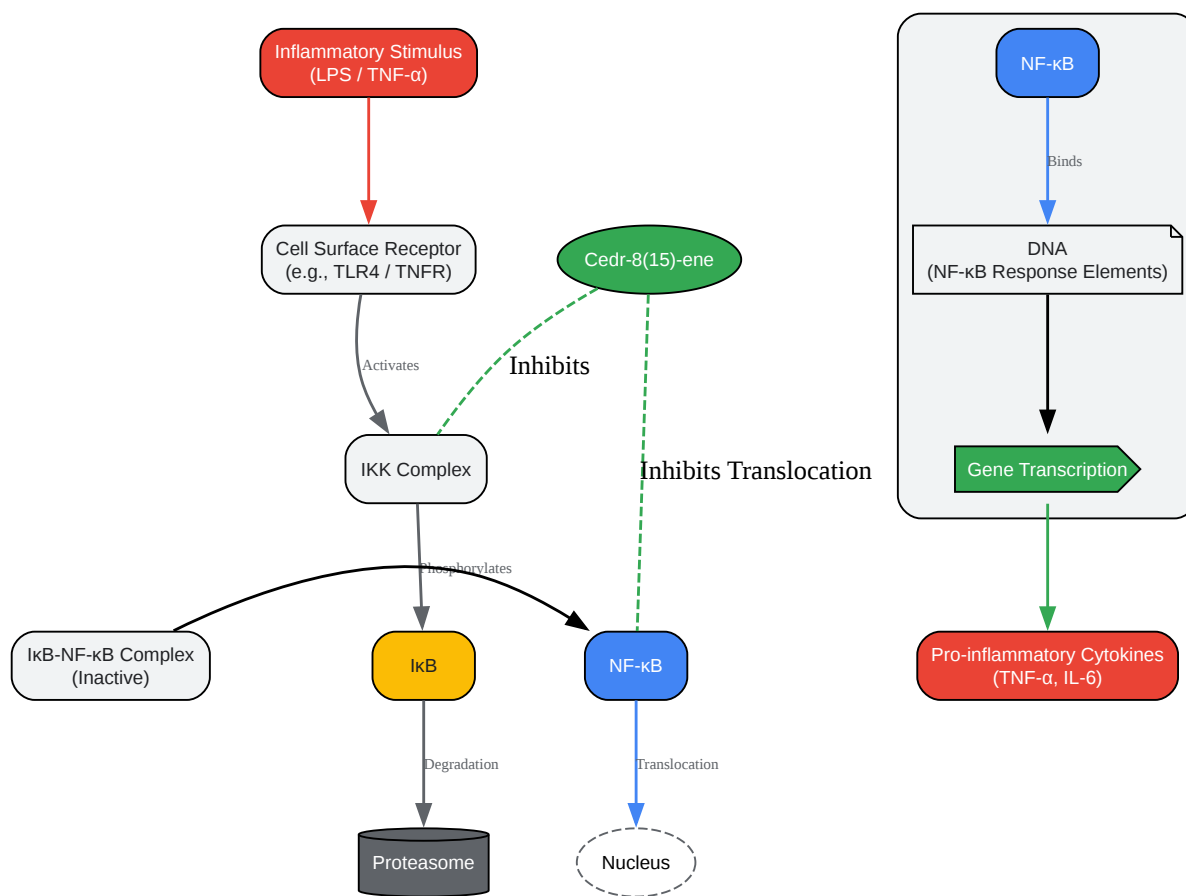 Inflammatory Stimulus
(LPS / TNF-α)
NF-κB
Binds
Cell Surface Receptor
(e.g., TLR4 / TNFR)
Cedr-8(15)-ene
DNA
(NF-κB Response Elements)
Activates
Inhibits
IKK Complex
Inhibits Translocation
Gene Transcription
Phosphorylates
IκB-NF-κB Complex
(Inactive)
IκB
NF-κB
Pro-inflammatory Cytokines
(TNF-α, IL-6)
Degradation
Translocation
Proteasome
Nucleus